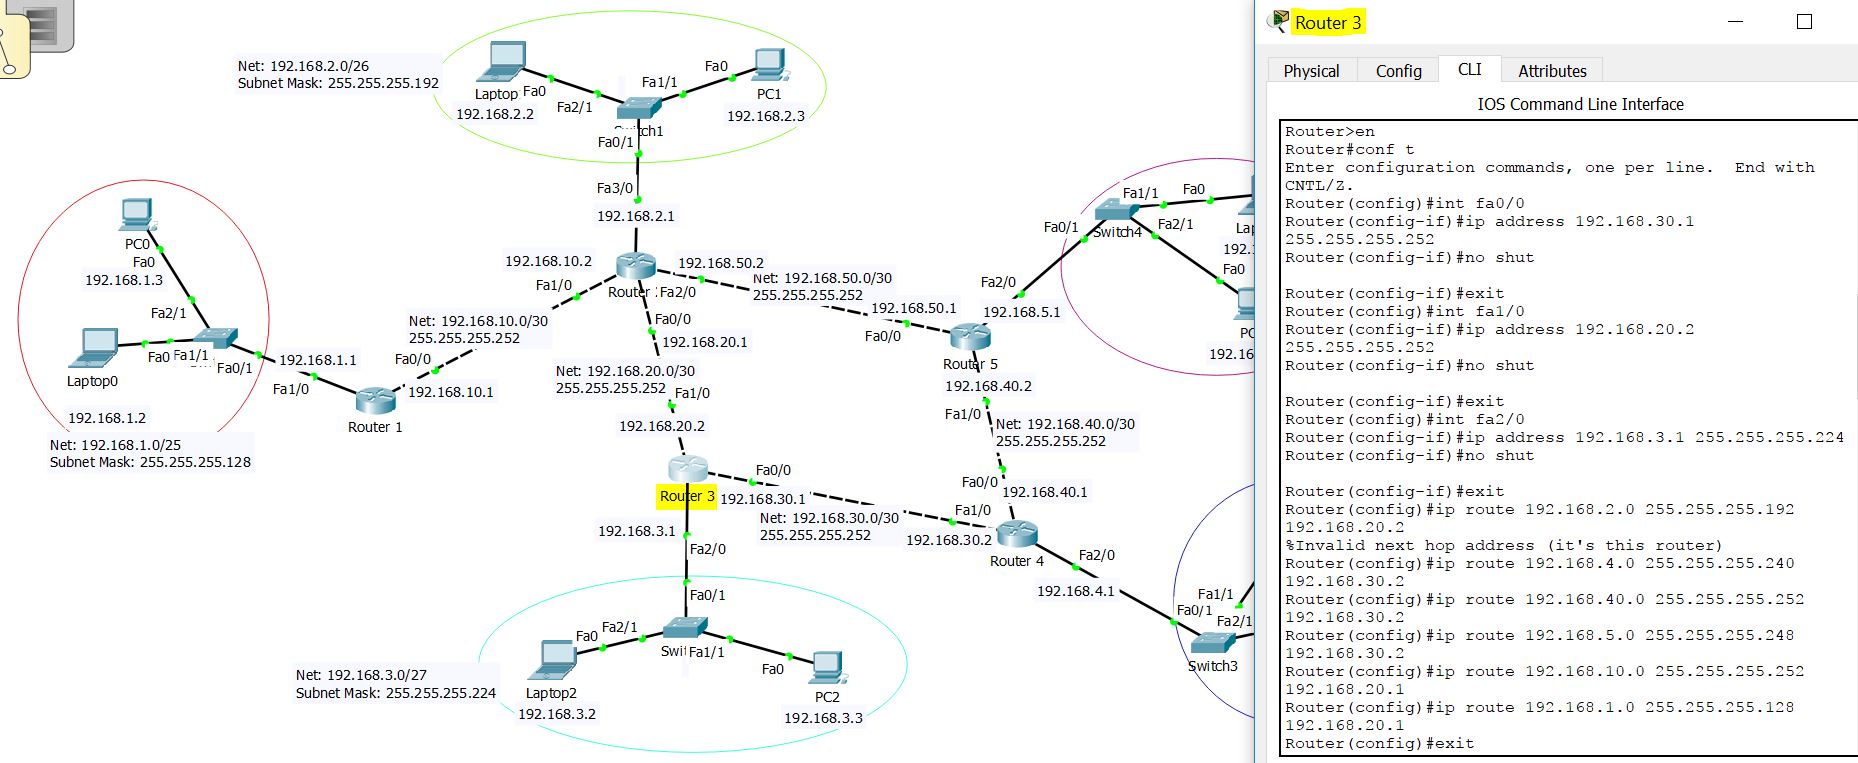 Net: 192.168.2.0/26
Subnet Mask: 255.255.255.192
Laptop
Fa0
192.168.2.2
Fa2/1
Fa1/1
Fa0
PC1
192.168.2.3
Fa0/1
Fa3/0
192.168.2.1
PC0
Fa0
192.168.1.3
Fa2/1
Fa0
Fa1/1
Fa0/1
Laptop0
192.168.1.2
Net: 192.168.1.0/25
Subnet Mask: 255.255.255.128
192.168.1.1
Fa1/0
Router 1
Fa0/0
192.168.10.1
Net: 192.168.10.0/30
255.255.255.252
192.168.10.2
Fa1/0
Router
Fa2/0
192.168.50.2
Net: 192.168.50.0/30
255.255.255.252
192.168.50.1
Fa0/0
Fa0/0
192.168.20.1
Net: 192.168.20.0/30
255.255.255.252
Fa1/0
192.168.20.2
Router 5
Fa2/0
192.168.5.1
Fa0/1
Switch4
Fa1/1
Fa0
Fa2/1
Fa0
192.168.40.2
Fa1/0
Net: 192.168.40.0/30
255.255.255.252
Fa0/0
192.168.40.1
Router 3
Fa0/0
192.168.30.1
Net: 192.168.30.0/30
255.255.255.252
Fa1/0
192.168.30.2
Router 4
Fa2/0
192.168.4.1
Fa0/1
Fa1/1
Fa2/1
Switch3
192.168.3.1
Fa2/0
Fa0/1
Fa0
Fa2/1
Fa1/1
Fa0
Laptop2
192.168.3.2
PC2
192.168.3.3
Net: 192.168.3.0/27
Subnet Mask: 255.255.255.224
Router 3
Physical Config CLI Attributes
IOS Command Line Interface
Router>en
Router#conf t
Enter configuration commands, one per line. End with
CNTL/Z.
Router(config)#int fa0/0
Router(config-if)#ip address 192.168.30.1
255.255.255.252
Router(config-if)#no shut
Router(config-if)#exit
Router(config)#int fa1/0
Router(config-if)#ip address 192.168.20.2
255.255.255.252
Router(config-if)#no shut
Router(config-if)#exit
Router(config)#int fa2/0
Router(config-if)#ip address 192.168.3.1 255.255.255.224
Router(config-if)#no shut
Router(config-if)#exit
Router(config)#ip route 192.168.2.0 255.255.255.192
192.168.20.2
%Invalid next hop address (it's this router)
Router(config)#ip route 192.168.4.0 255.255.255.240
192.168.30.2
Router(config)#ip route 192.168.40.0 255.255.255.252
192.168.30.2
Router(config)#ip route 192.168.5.0 255.255.255.248
192.168.30.2
Router(config)#ip route 192.168.10.0 255.255.255.252
192.168.20.1
Router(config)#ip route 192.168.1.0 255.255.255.128
192.168.20.1
Router(config)#exit